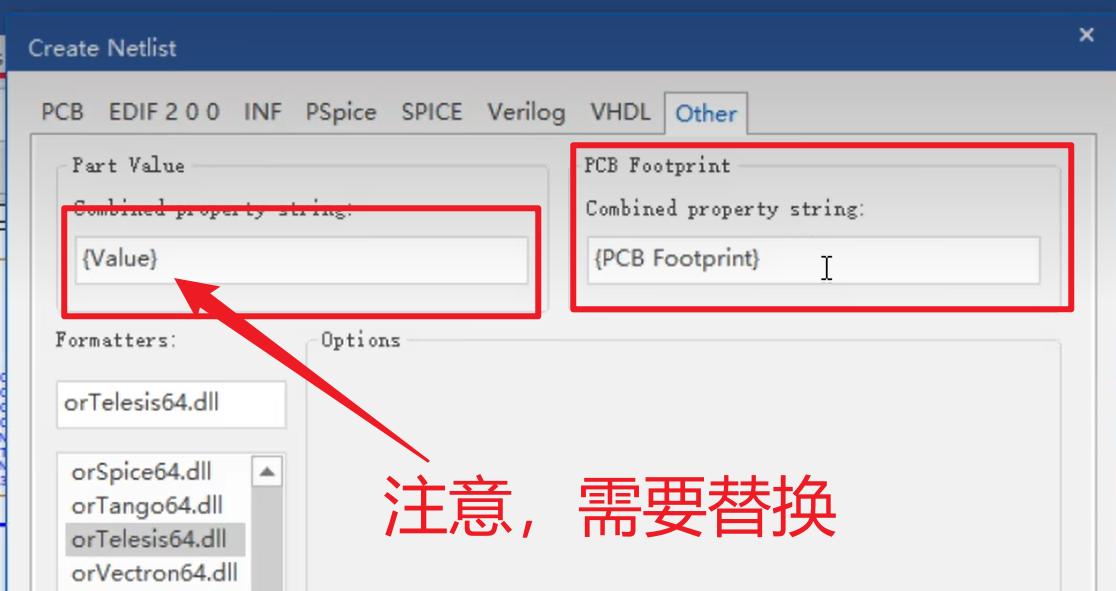 Create Netlist
PCB EDIF 2 0 0 INF PSpice SPICE Verilog VHDL Other
Part Value
Combined property string:
{Value}
PCB Footprint
Combined property string:
{PCB Footprint}
Formatters:
orTelesis64.dll
orSpice64.dll
orTango64.dll
orTelesis64.dll
orVectron64.dll
Options
注意，需要替换